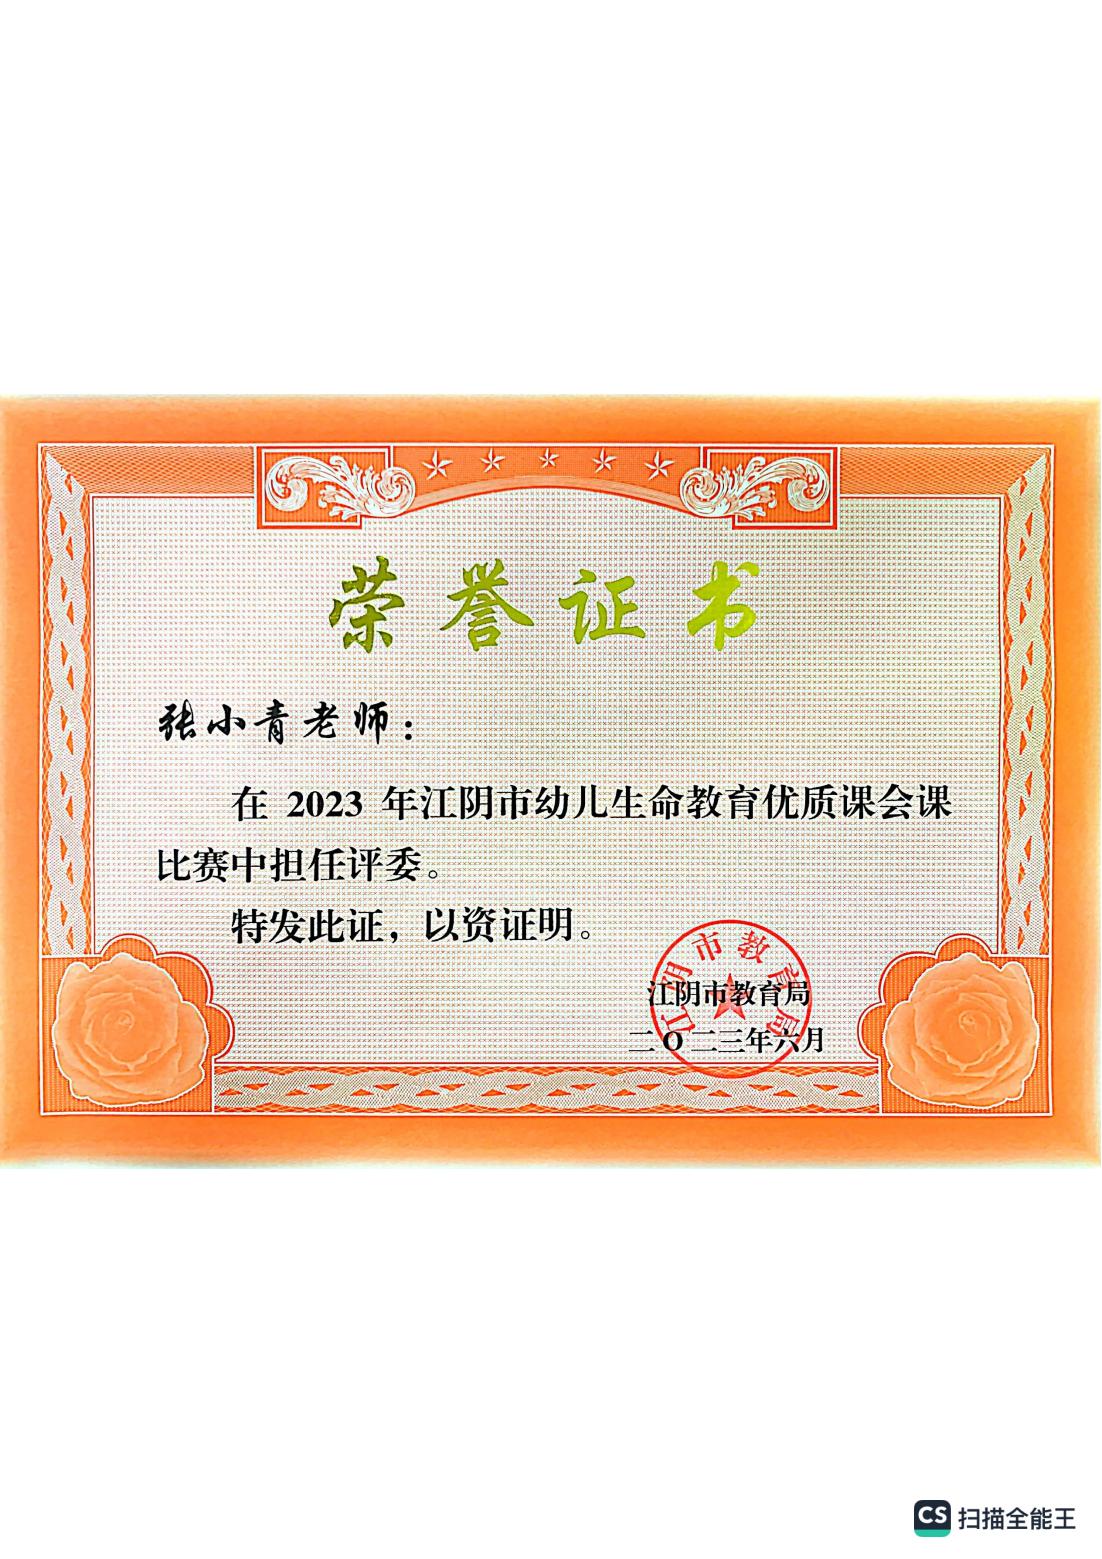 荣誉证书
张小青老师：
在 2023 年江阴市幼儿生命教育优质课会课
比赛中担任评委。
特发此证，以资证明。
江阴市教育局
江阴市教育局
二〇二三年六月
CS 扫描全能王